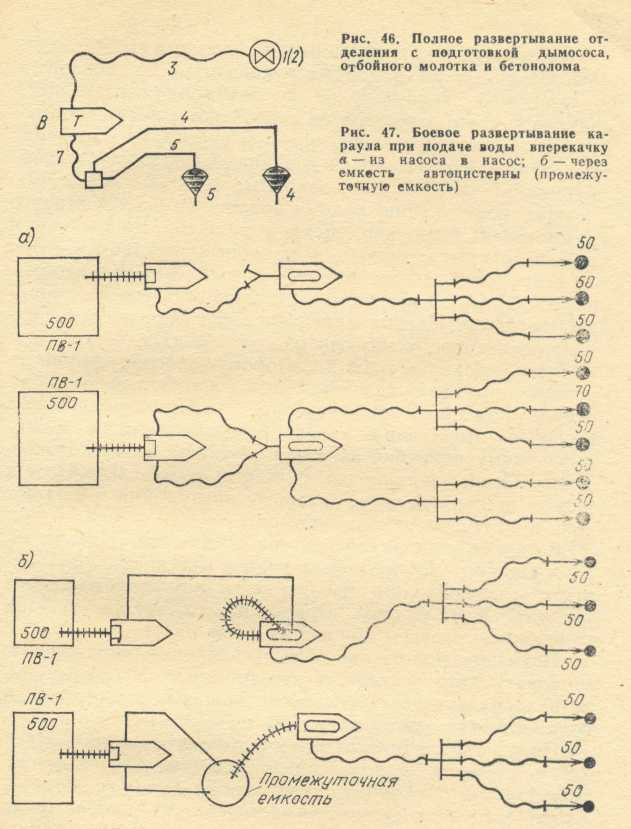 Рис. 46. Полное развертывание от-
деления с подготовкой дымососа,
отбойного молотка и бетонолома
1(2)
3
В
Т
4
7
5
5
4
Рис. 47. Боевое развертывание ка-
раула при подаче воды вперекачку
а — из насоса в насос; б — через
емкость автоцистерны (промежу-
точную емкость)
а)
50
50
50
500
ПВ-1
50
ПВ-1
500
70
50
50
50
б)
50
500
50
ПВ-1
50
ПВ-1
500
50
50
Промежуточная
емкость
50